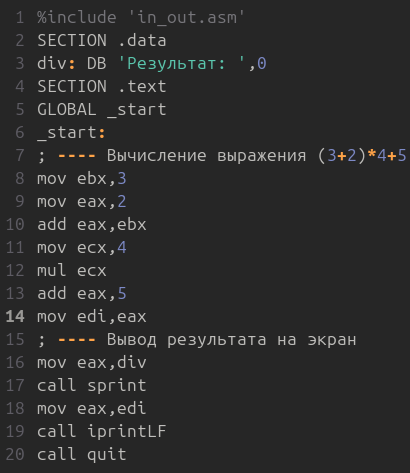 1 %include 'in_out.asm'
2 SECTION .data
3 div: DB 'Результат: ',0
4 SECTION .text
5 GLOBAL _start
6 _start:
7 ; ---- Вычисление выражения (3+2)*4+5
8 mov ebx,3
9 mov eax,2
10 add eax,ebx
11 mov ecx,4
12 mul ecx
13 add eax,5
14 mov edi,eax
15 ; ---- Вывод результата на экран
16 mov eax,div
17 call sprint
18 mov eax,edi
19 call iprintLF
20 call quit